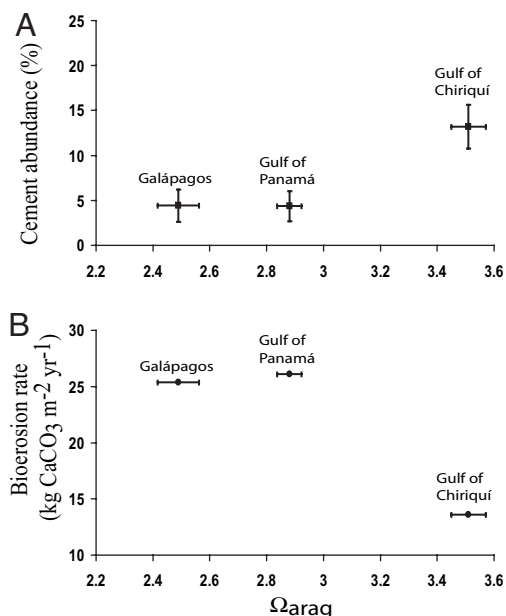 A
Cement abundance (%)
25
20
15
10
5
0
Galápagos
Gulf of
Panamá
Gulf of
Chiriquí
2.2 2.4 2.6 2.8 3 3.2 3.4 3.6
B
Bioerosion rate
(kg CaCO3 m-2 yr-1)
30
25
20
15
10
Galápagos
Gulf of
Panamá
Gulf of
Chiriquí
2.2 2.4 2.6 2.8 3 3.2 3.4 3.6
Ωarag